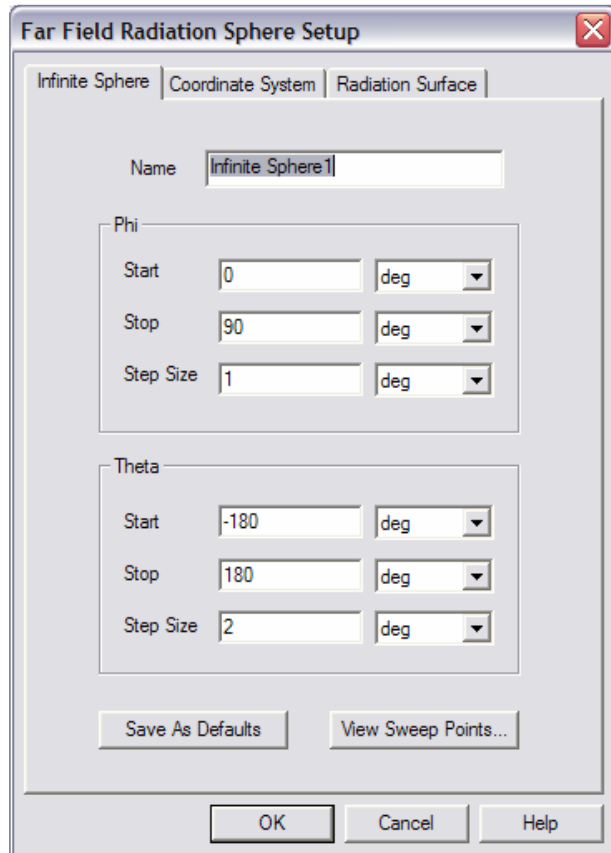 Far Field Radiation Sphere Setup
Infinite Sphere Coordinate System Radiation Surface
Name Infinite Sphere1
Phi
Start 0 deg
Stop 90 deg
Step Size 1 deg
Theta
Start -180 deg
Stop 180 deg
Step Size 2 deg
Save As Defaults View Sweep Points...
OK Cancel Help